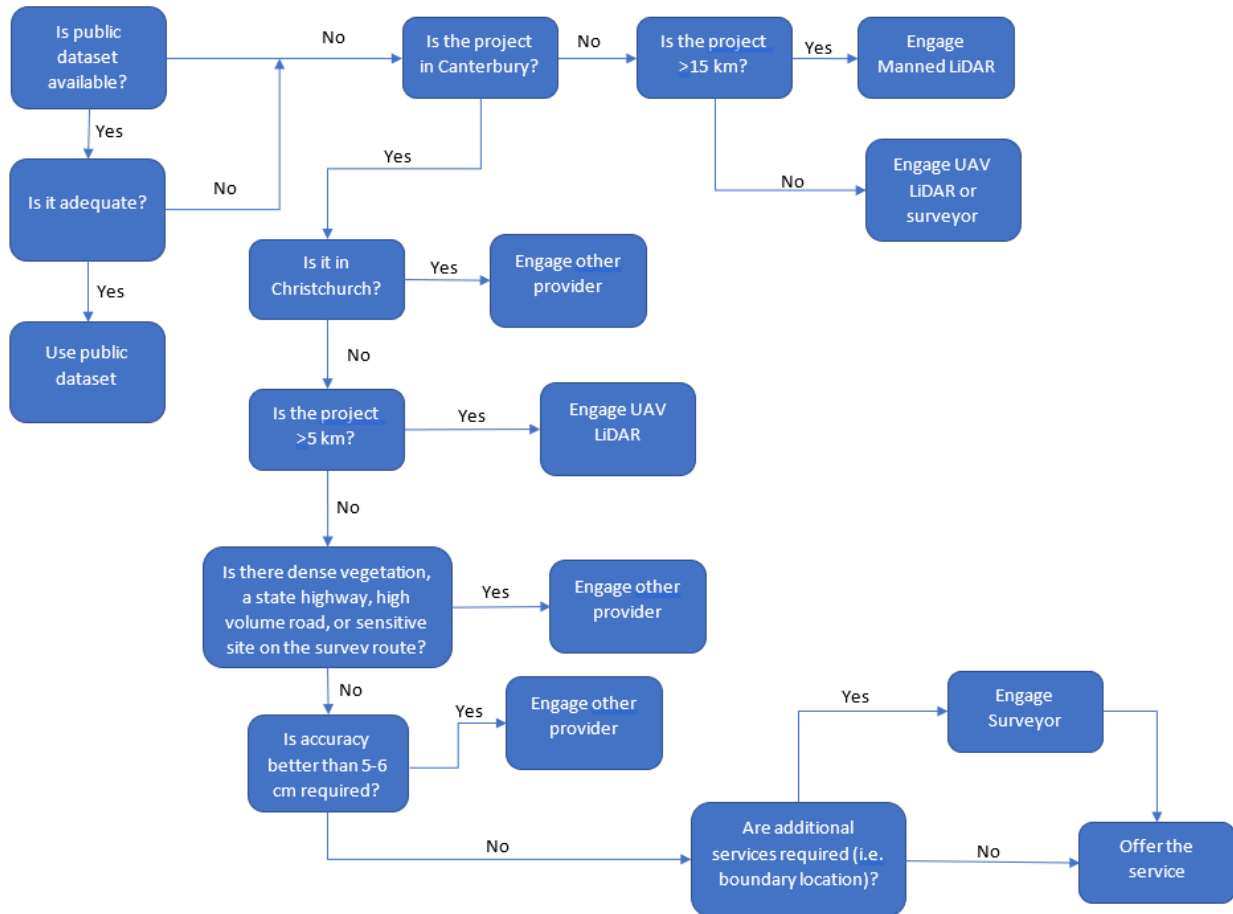 Is public
dataset
available?
No
Is the project
in Canterbury?
No
Is the project
>15 km?
Yes
Engage
Manned LiDAR
Yes
Is it adequate?
No
Yes
No
Engage UAV
LiDAR or
surveyor
Yes
Use public
dataset
Is it in
Christchurch?
Yes
Engage other
provider
No
Is the project
>5 km?
Yes
Engage UAV
LiDAR
No
Is there dense vegetation,
a state highway, high
volume road, or sensitive
site on the survev route?
Yes
Engage other
provider
No
Is accuracy
better than 5-6
cm required?
Yes
Engage other
provider
No
Are additional
services required (i.e.
boundary location)?
Yes
Engage
Surveyor
No
Offer the
service